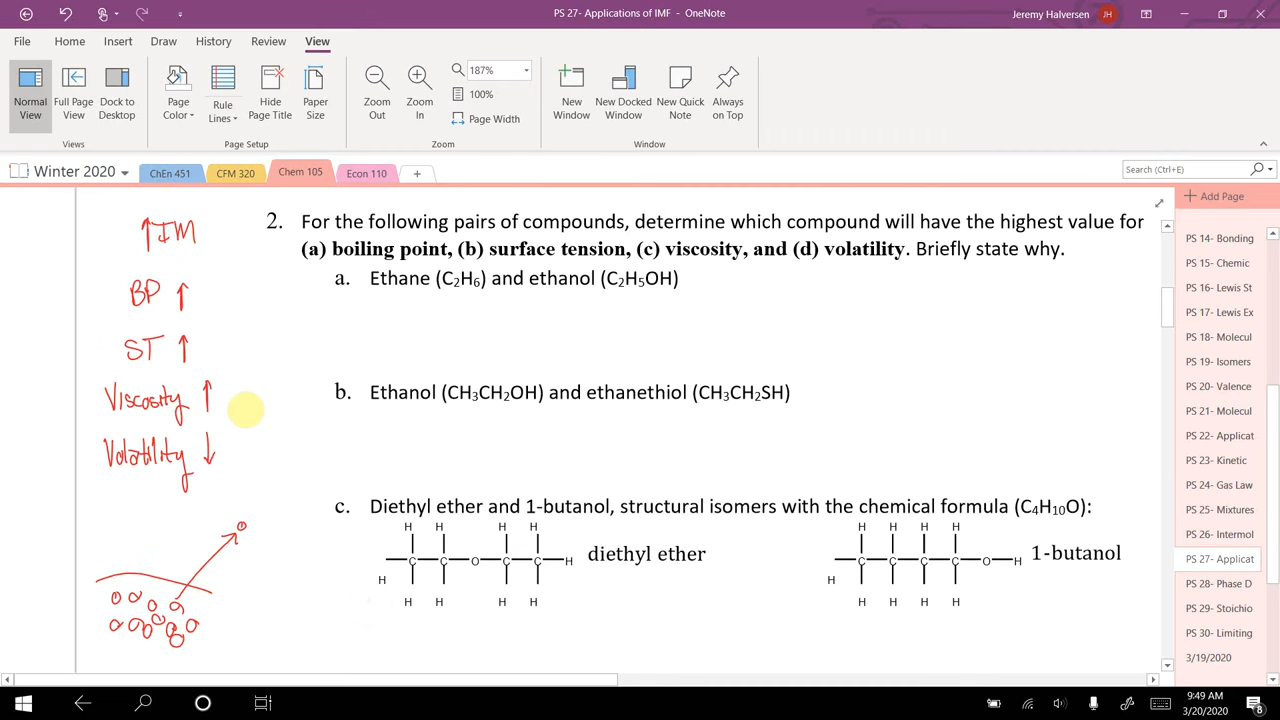 PS 27- Applications of IMF - OneNote
Jeremy Halversen JH
File Home Insert Draw History Review View
Normal View
Full Page View
Dock to Desktop
Views
Page Color
Rule Lines
Hide Page Title
Paper Size
Page Setup
Zoom Out
Zoom In
187%
100%
Page Width
Zoom
New Window
New Docked Window
New Quick Note
Always on Top
Window
Winter 2020 ChEn 451 CFM 320 Chem 105 Econ 110 +
Search (Ctrl+E)
Add Page
PS 14- Bonding
PS 15- Chemic
PS 16- Lewis St
PS 17- Lewis Ex
PS 18- Molecul
PS 19- Isomers
PS 20- Valence
PS 21- Molecul
PS 22- Applicat
PS 23- Kinetic
PS 24- Gas Law
PS 25- Mixtures
PS 26- Intermol
PS 27- Applicat
PS 28- Phase D
PS 29- Stoichio
PS 30- Limiting
3/19/2020
↑IM
BP ↑
ST ↑
Viscosity ↑
Volatility ↓
2. For the following pairs of compounds, determine which compound will have the highest value for
(a) boiling point, (b) surface tension, (c) viscosity, and (d) volatility. Briefly state why.
a. Ethane (C2H6) and ethanol (C2H5OH)
b. Ethanol (CH3CH2OH) and ethanethiol (CH3CH2SH)
c. Diethyl ether and 1-butanol, structural isomers with the chemical formula (C4H10O):
H H H H
C C O C C H diethyl ether
H
H H H H
H H H H
C C C C O H 1-butanol
H
H H H H
9:49 AM
3/20/2020
8